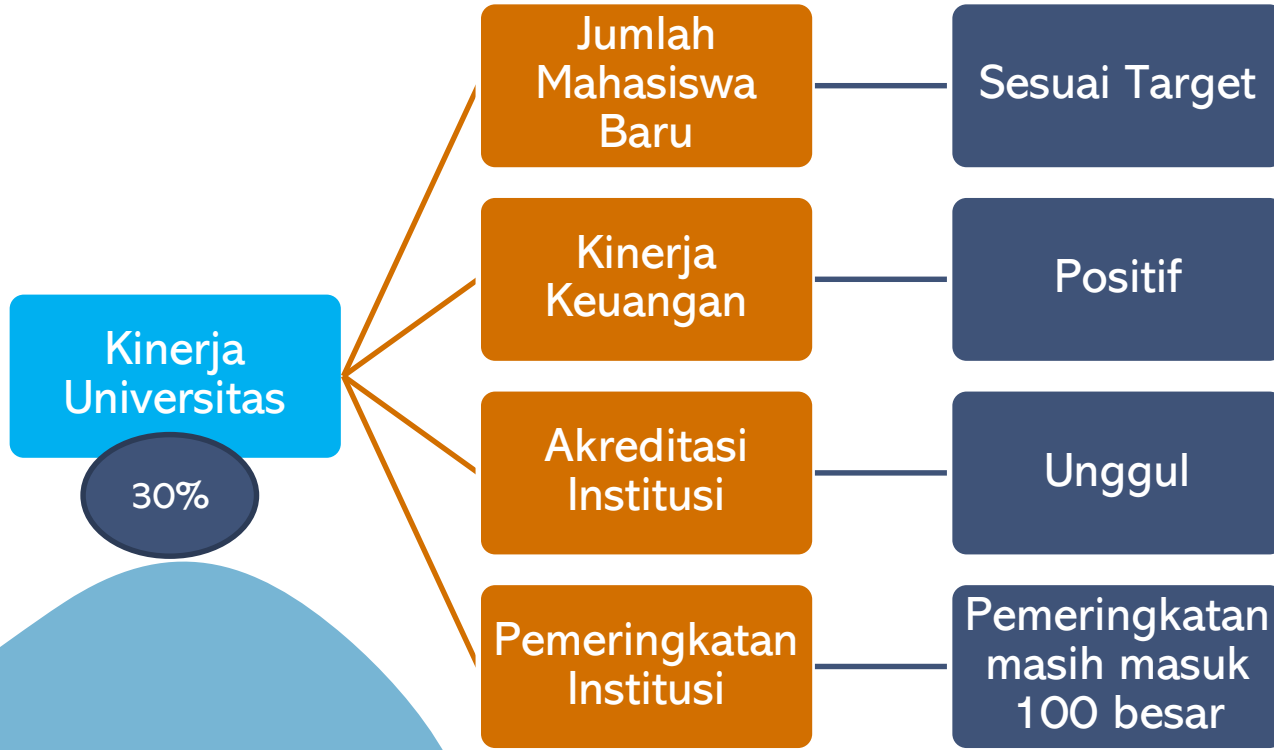 Kinerja
Universitas
30%
Jumlah
Mahasiswa
Baru
Sesuai Target
Kinerja
Keuangan
Positif
Akreditasi
Institusi
Unggul
Pemeringkatan
Institusi
Pemeringkatan
masih masuk
100 besar